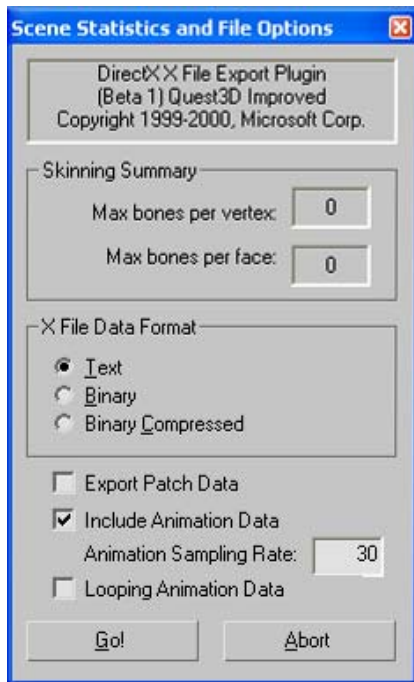 Scene Statistics and File Options
DirectX X File Export Plugin
(Beta 1) Quest3D Improved
Copyright 1999-2000, Microsoft Corp.
Skinning Summary
Max bones per vertex: 0
Max bones per face: 0
X File Data Format
Text
Binary
Binary Compressed
Export Patch Data
Include Animation Data
Animation Sampling Rate: 30
Looping Animation Data
Go! Abort